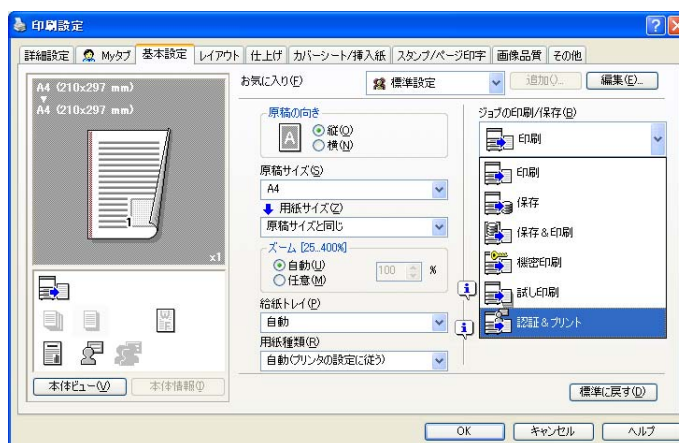 印刷設定
詳細設定 Myタブ 基本設定 レイアウト 仕上げ カバーシート/挿入紙 スタンプ/ページ印字 画像品質 その他
A4 (210x297 mm)
A4 (210x297 mm)
1
x1
本体ビュー(V) 本体情報(I)
お気に入り(F) 標準設定 追加(J)... 編集(E)...
原稿の向き
A
縦(O)
横(N)
原稿サイズ(S)
A4
用紙サイズ(Z)
原稿サイズと同じ
ズーム [25..400%]
自動(U)
任意(M)
100 %
給紙トレイ(P)
自動
用紙種類(R)
自動(プリンタの設定に従う)
ジョブの印刷/保存(B)
印刷
印刷
保存
保存&印刷
機密印刷
試し印刷
認証&プリント
標準に戻す(D)
OK キャンセル ヘルプ